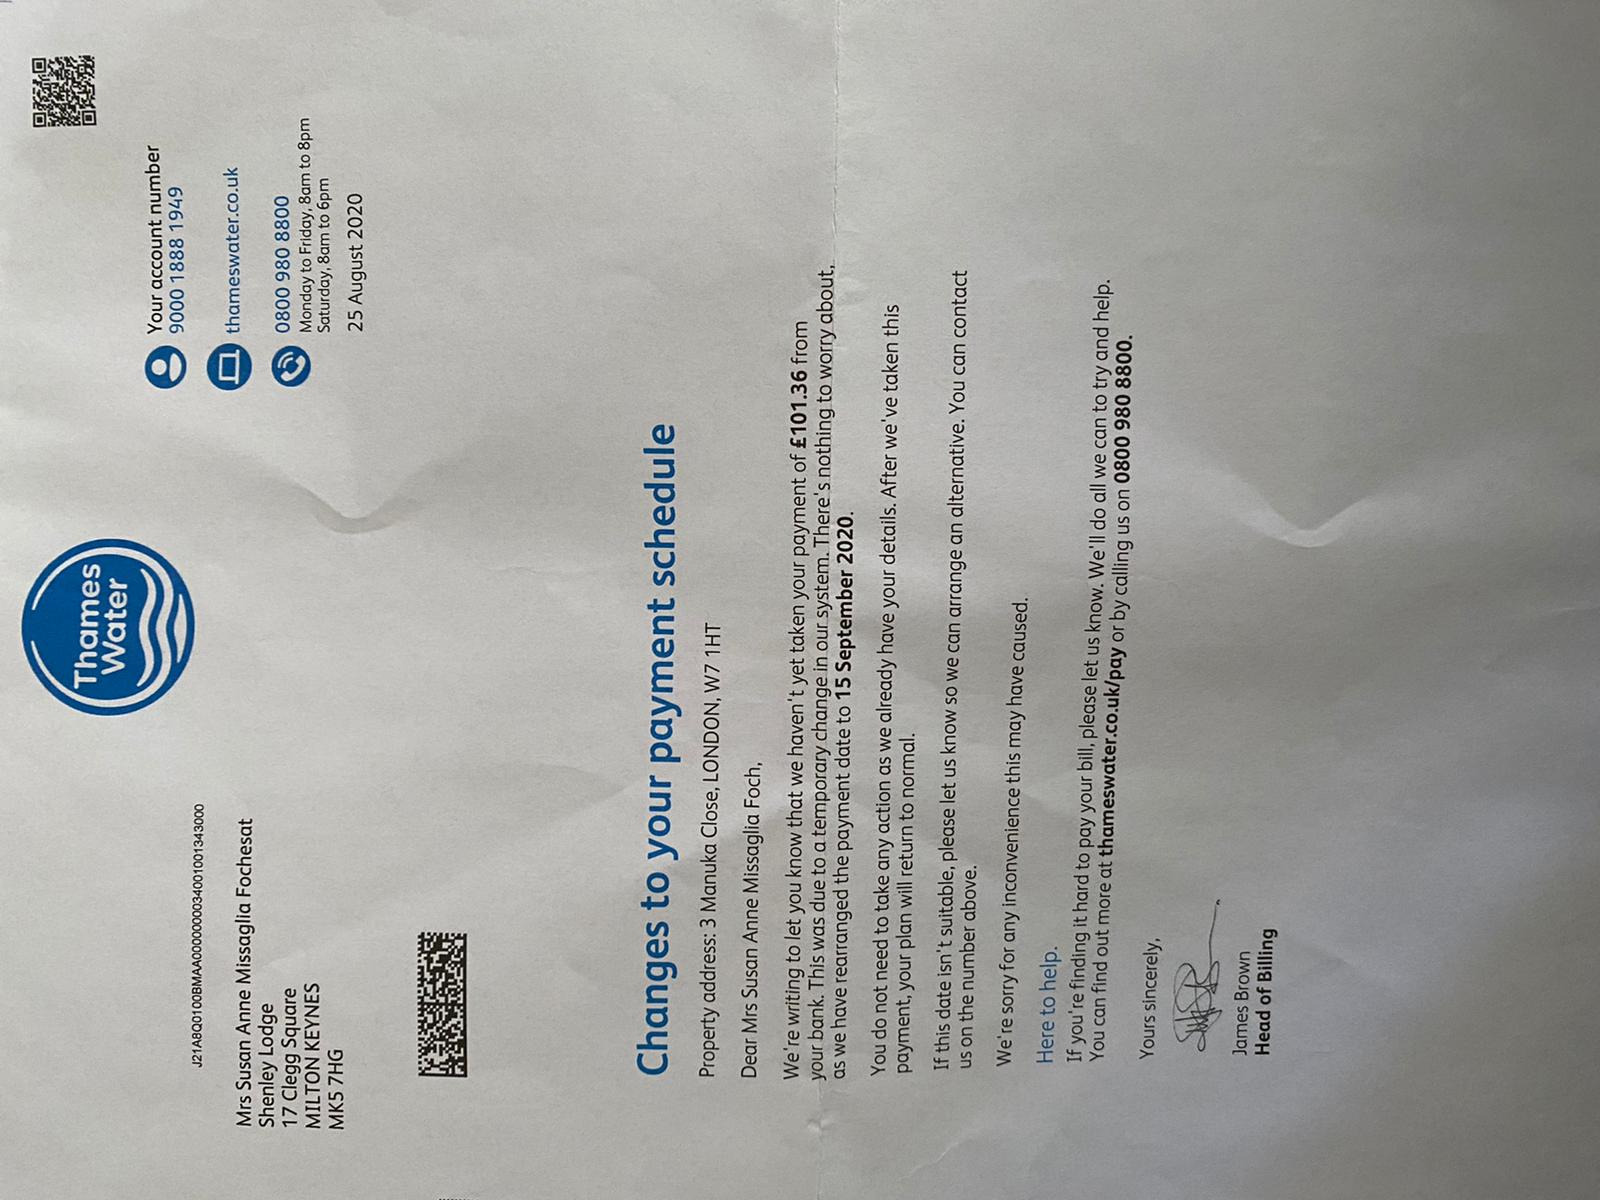 Thames
Water
Your account number
9000 1888 1949
thameswater.co.uk
0800 980 8800
Monday to Friday, 8am to 8pm
Saturday, 8am to 6pm
25 August 2020
J21ABQ0100BMAA0000000034001001343000
Mrs Susan Anne Missaglia Fochesat
Shenley Lodge
17 Clegg Square
MILTON KEYNES
MK5 7HG
Changes to your payment schedule
Property address: 3 Manuka Close, LONDON, W7 1HT
Dear Mrs Susan Anne Missaglia Foch,
We're writing to let you know that we haven't yet taken your payment of £101.36 from
your bank. This was due to a temporary change in our system. There's nothing to worry about,
as we have rearranged the payment date to 15 September 2020.
You do not need to take any action as we already have your details. After we've taken this
payment, your plan will return to normal.
If this date isn't suitable, please let us know so we can arrange an alternative. You can contact
us on the number above.
We're sorry for any inconvenience this may have caused.
Here to help.
If you're finding it hard to pay your bill, please let us know. We'll do all we can to try and help.
You can find out more at thameswater.co.uk/pay or by calling us on 0800 980 8800.
Yours sincerely,
James Brown
Head of Billing